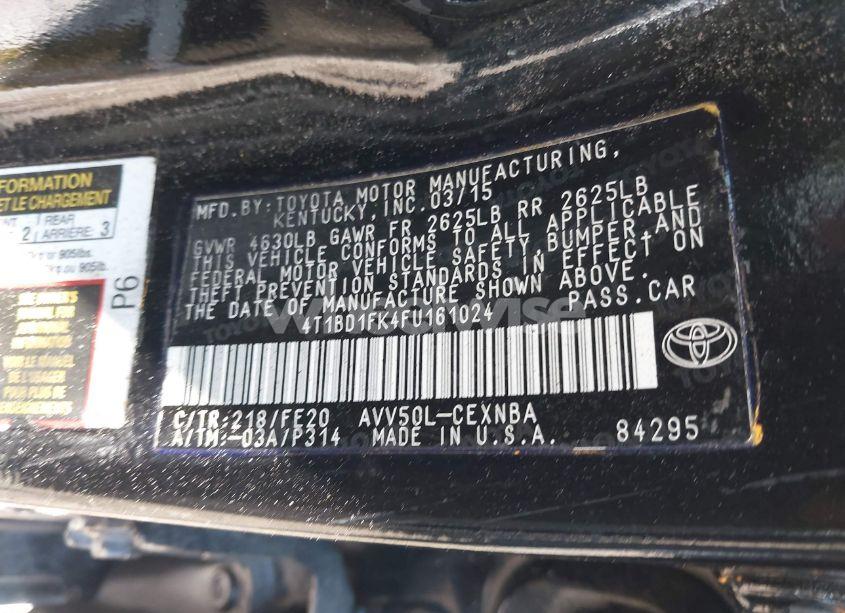 FORMATION
ET LE CHARGEMENT
REAR
2 ARRIÈRE: 3
905lbs.
ou 905lb
P6
MFD.BY:TOYOTA MOTOR MANUFACTURING,
KENTUCKY,INC.03/15
GVWR 4630LB GAWR FR 2625LB RR 2625LB
THIS VEHICLE CONFORMS TO ALL APPLICABLE
FEDERAL MOTOR VEHICLE SAFETY,BUMPER,AND
THEFT PREVENTION STANDARDS IN EFFECT ON
THE DATE OF MANUFACTURE SHOWN ABOVE.
4T1BD1FK4FU161024 PASS.CAR
C/TR:218/FE20 AVV50L-CEXNBA
A/TM:-03A/P314 MADE IN U.S.A. 84295